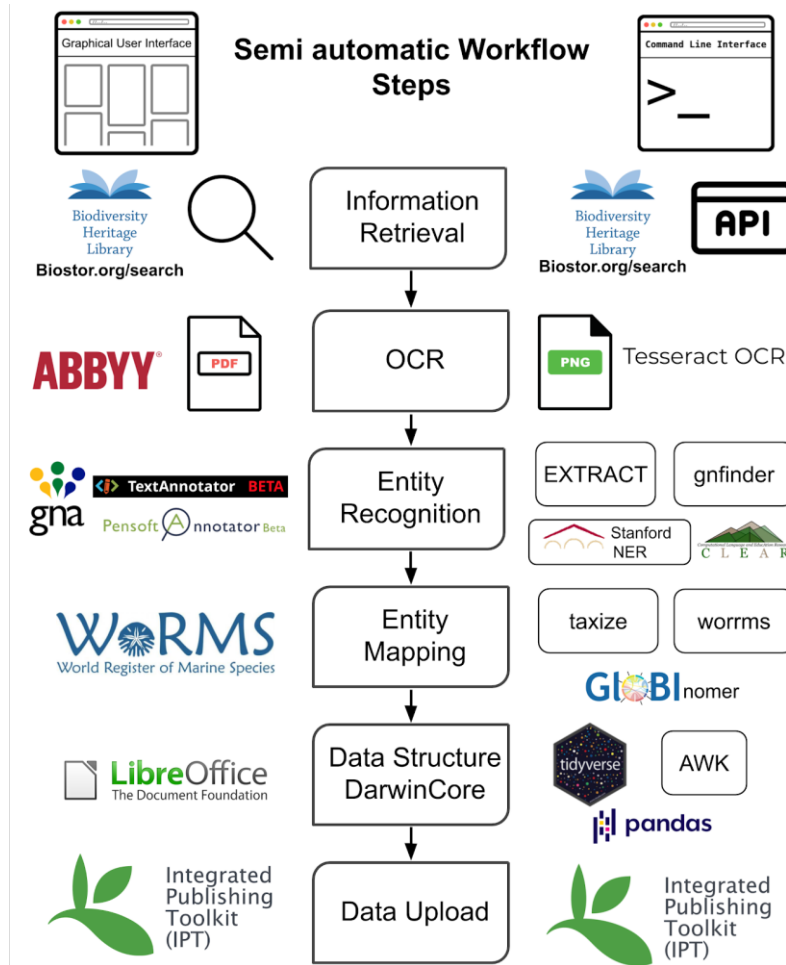 Graphical User Interface
Semi automatic Workflow
Steps
Command Line Interface
>_
Biodiversity
Heritage
Library
Biostor.org/search
Information
Retrieval
Biodiversity
Heritage
Library
Biostor.org/search
API
ABBYY®
PDF
OCR
PNG
Tesseract OCR
gna
<i> TextAnnotator BETA
Pensoft Annotator Beta
Entity
Recognition
EXTRACT
gnfinder
Stanford
NER
CLEAR
WoRMS
World Register of Marine Species
Entity
Mapping
taxize
worrms
GloBI nomer
LibreOffice
The Document Foundation
Data Structure
DarwinCore
tidyverse
AWK
pandas
Integrated
Publishing
Toolkit
(IPT)
Data Upload
Integrated
Publishing
Toolkit
(IPT)